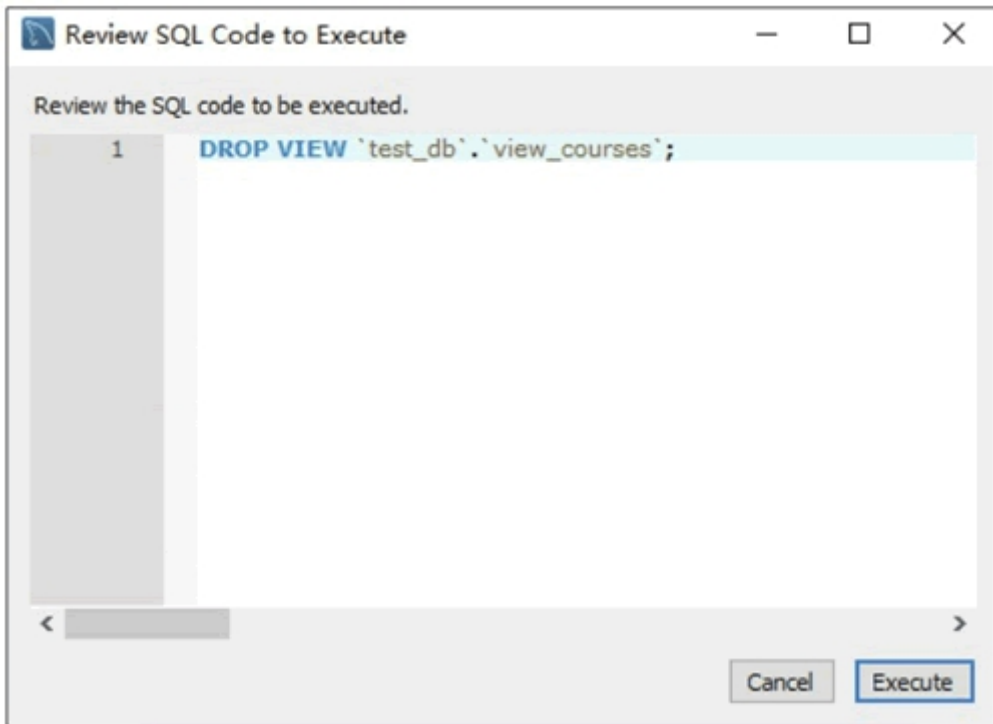 Review SQL Code to Execute
Review the SQL code to be executed.
1 DROP VIEW `test_db`.`view_courses`;
Cancel Execute